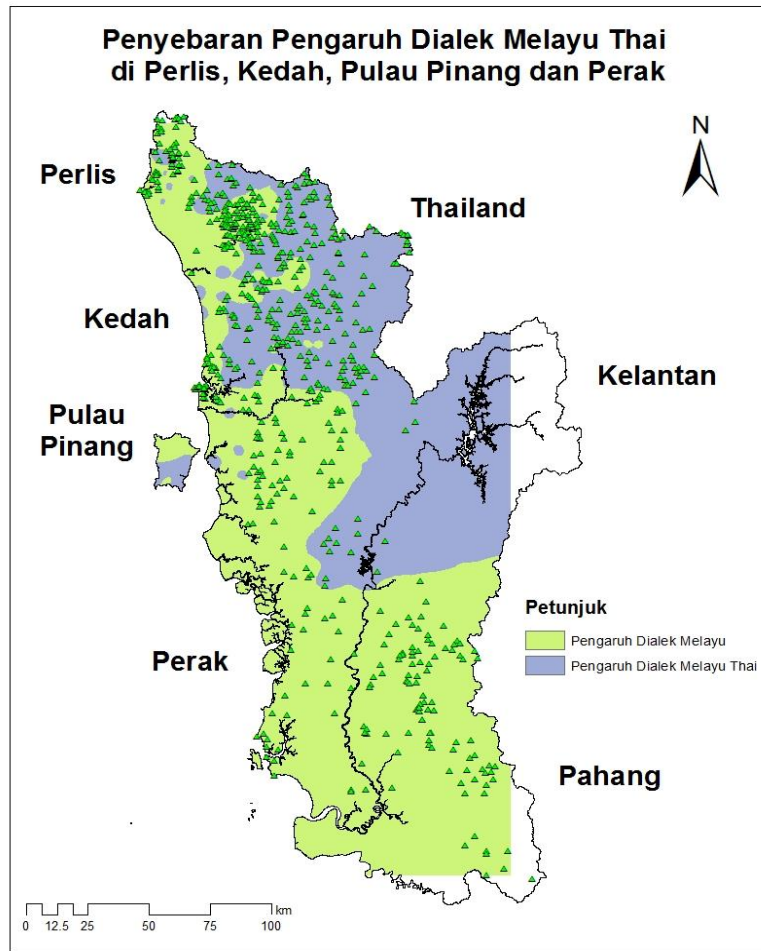 Penyebaran Pengaruh Dialek Melayu Thai
di Perlis, Kedah, Pulau Pinang dan Perak
N
Perlis
Thailand
Kedah
Kelantan
Pulau
Pinang
Petunjuk
Pengaruh Dialek Melayu
Pengaruh Dialek Melayu Thai
Perak
Pahang
km
0 12.5 25 50 75 100